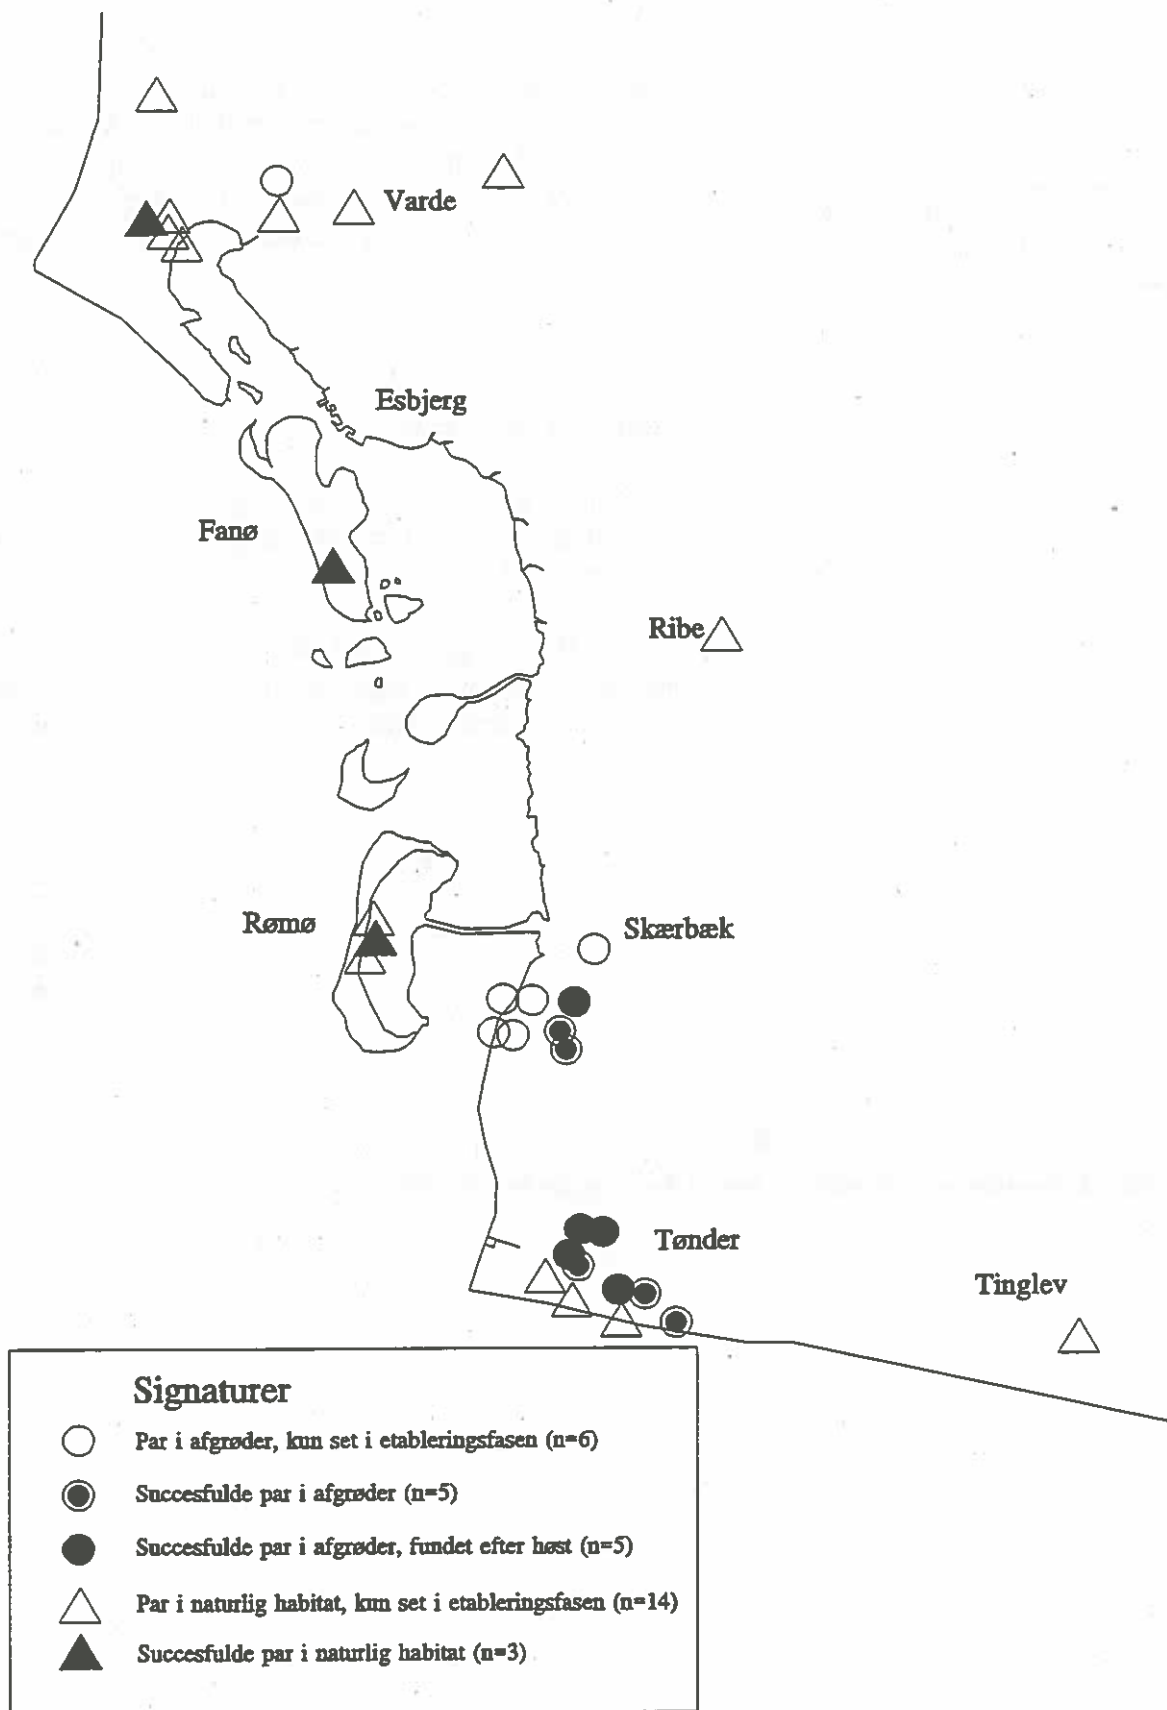 Varde
Esbjerg
Fanø
Ribe
Rømø
Skærbæk
Tønder
Tinglev
Signaturer
Par i afgrøder, kun set i etableringsfasen (n=6)
Succesfulde par i afgrøder (n=5)
Succesfulde par i afgrøder, fundet efter høst (n=5)
Par i naturlig habitat, kun set i etableringsfasen (n=14)
Succesfulde par i naturlig habitat (n=3)